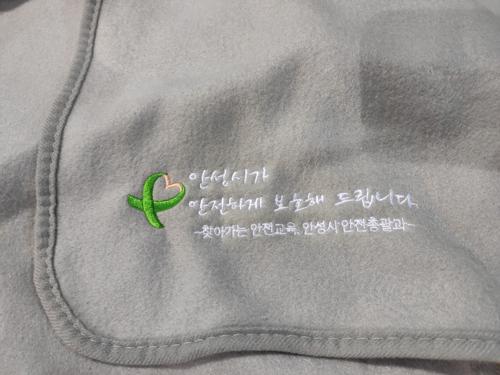 안성시가
안전하게 보호해 드립니다.
-찾아가는 안전교육, 안성시 안전총괄과-